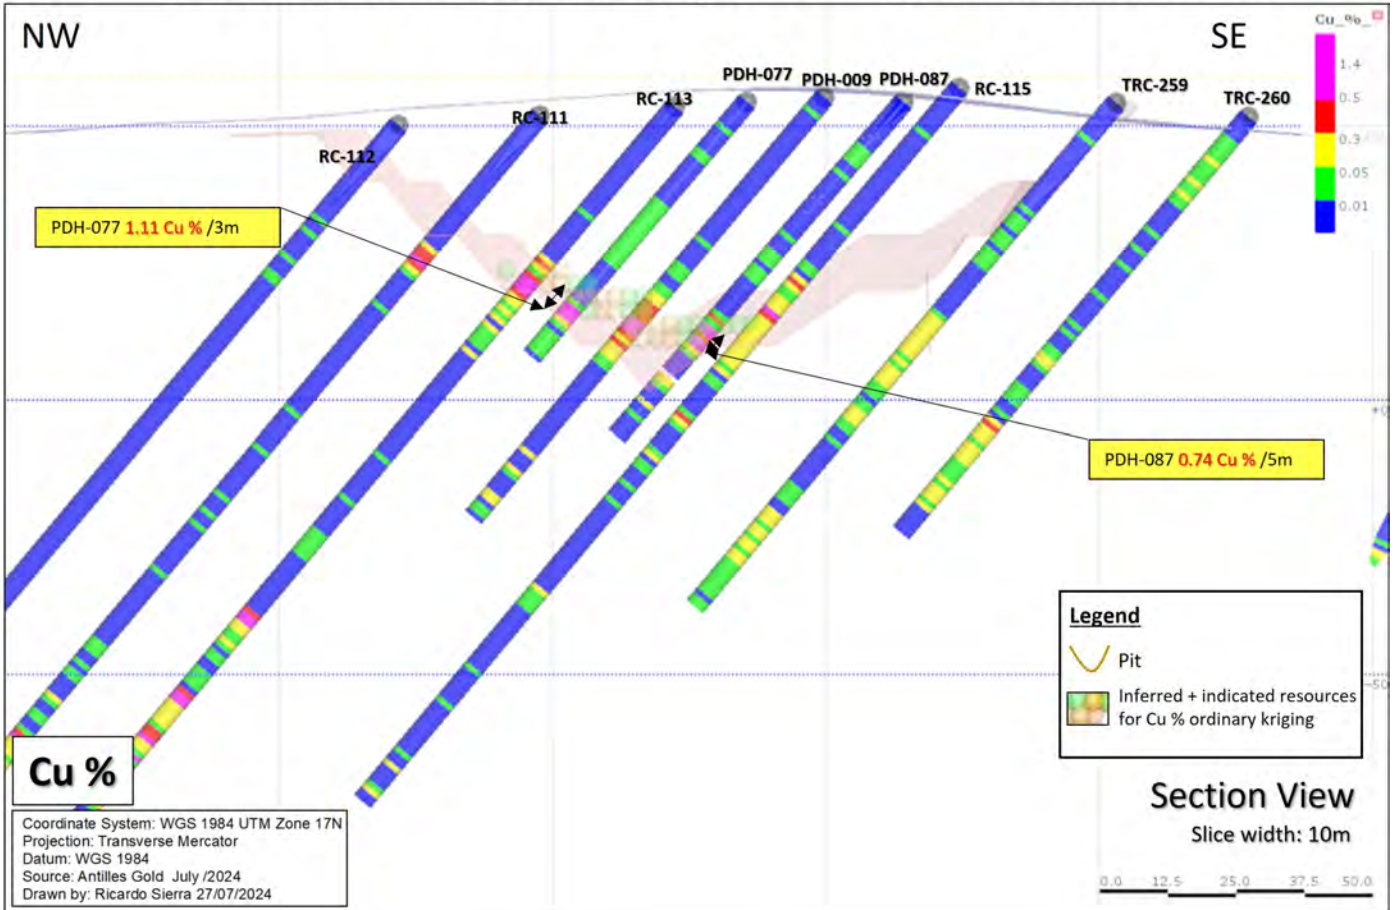 NW
SE
Cu_%_
1.4
0.5
0.3
0.05
0.01
PDH-077
PDH-009
PDH-087
RC-115
TRC-259
TRC-260
RC-113
RC-111
RC-112
PDH-077 1.11 Cu % /3m
PDH-087 0.74 Cu % /5m
-50
Legend
Pit
Inferred + indicated resources
for Cu % ordinary kriging
Cu %
Section View
Slice width: 10m
Coordinate System: WGS 1984 UTM Zone 17N
Projection: Transverse Mercator
Datum: WGS 1984
Source: Antilles Gold July /2024
Drawn by: Ricardo Sierra 27/07/2024
0.0 12.5 25.0 37.5 50.0